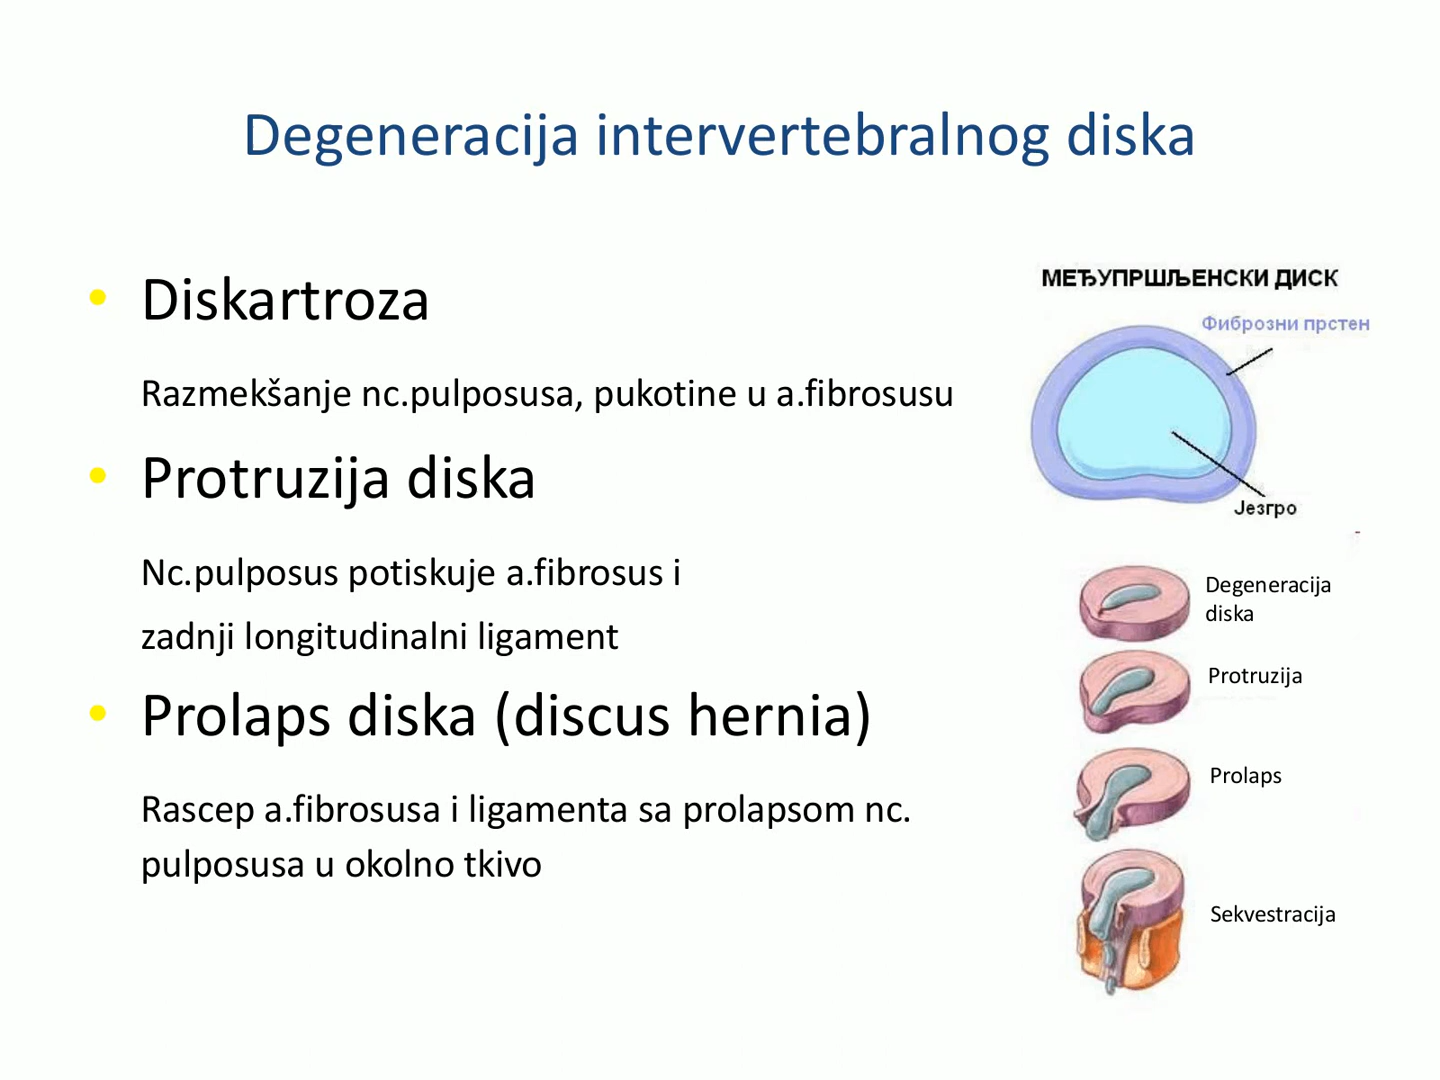 Degeneracija intervertebralnog diska
• Diskartroza
Razmekšanje nc.pulposusa, pukotine u a.fibrosusu
• Protruzija diska
Nc.pulposus potiskuje a.fibrosus i
zadnji longitudinalni ligament
• Prolaps diska (discus hernia)
Rascep a.fibrosusa i ligamenta sa prolapsom nc.
pulposusa u okolno tkivo
МЕЂУПРШЉЕНСКИ ДИСК
Фиброзни прстен
Језгро
Degeneracija
diska
Protruzija
Prolaps
Sekvestracija